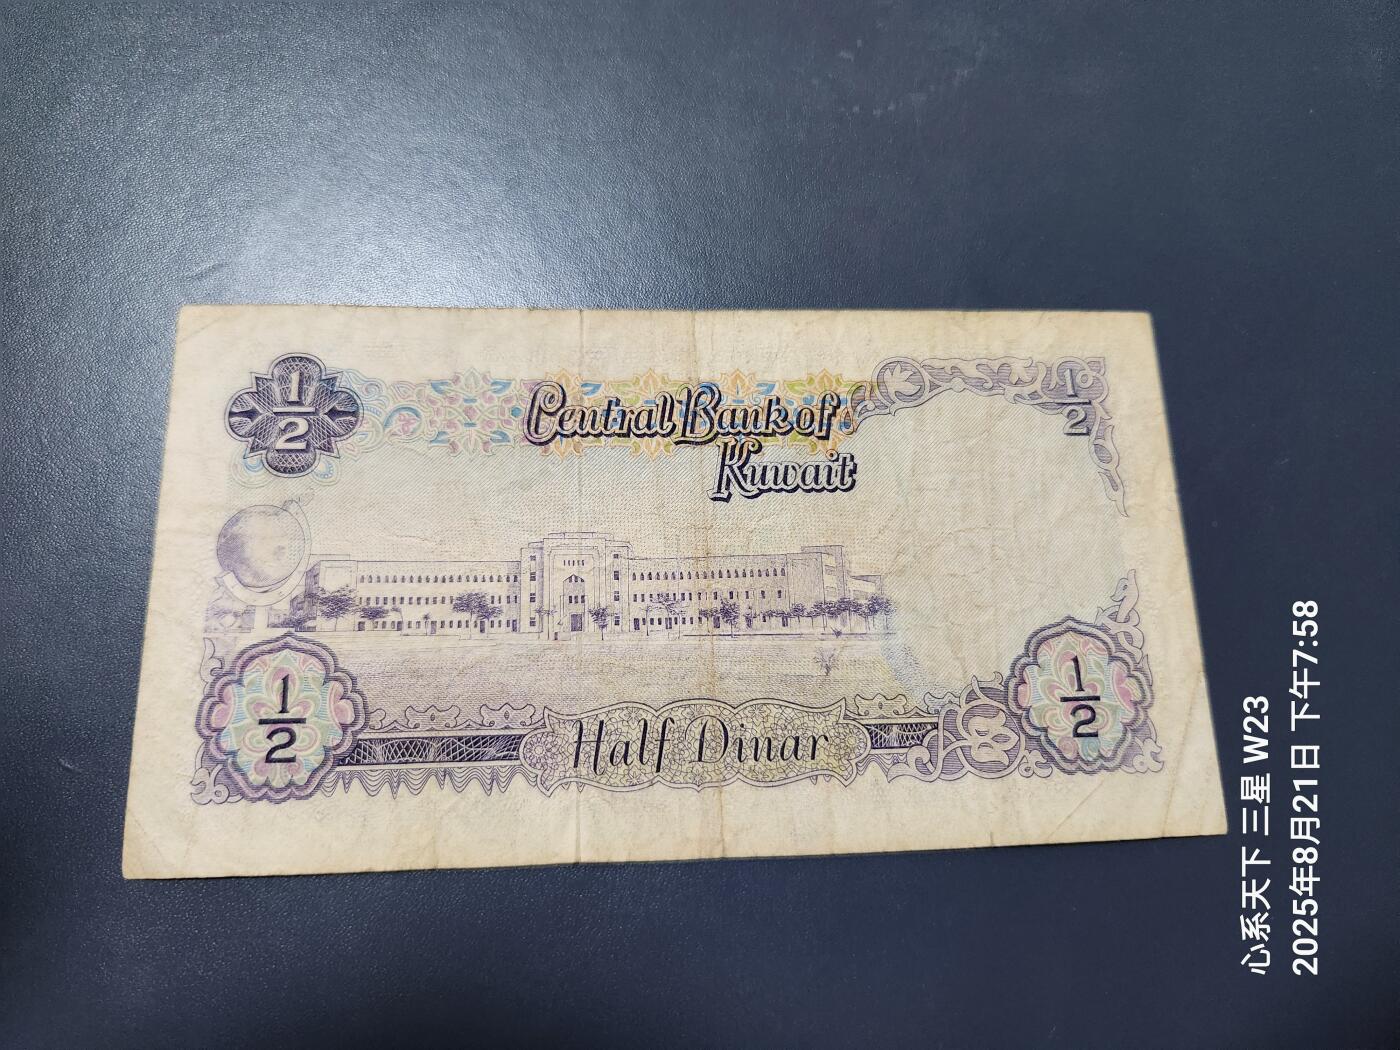 1/2
Central Bank of
Kuwait
1/2
1/2
Half Dinar
1/2
心系天下 三星 W23
2025年8月21日 下午7:58